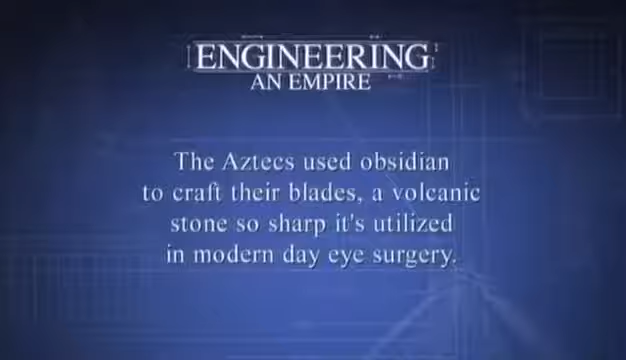 ENGINEERING
AN EMPIRE
The Aztecs used obsidian
to craft their blades, a volcanic
stone so sharp it's utilized
in modern day eye surgery.